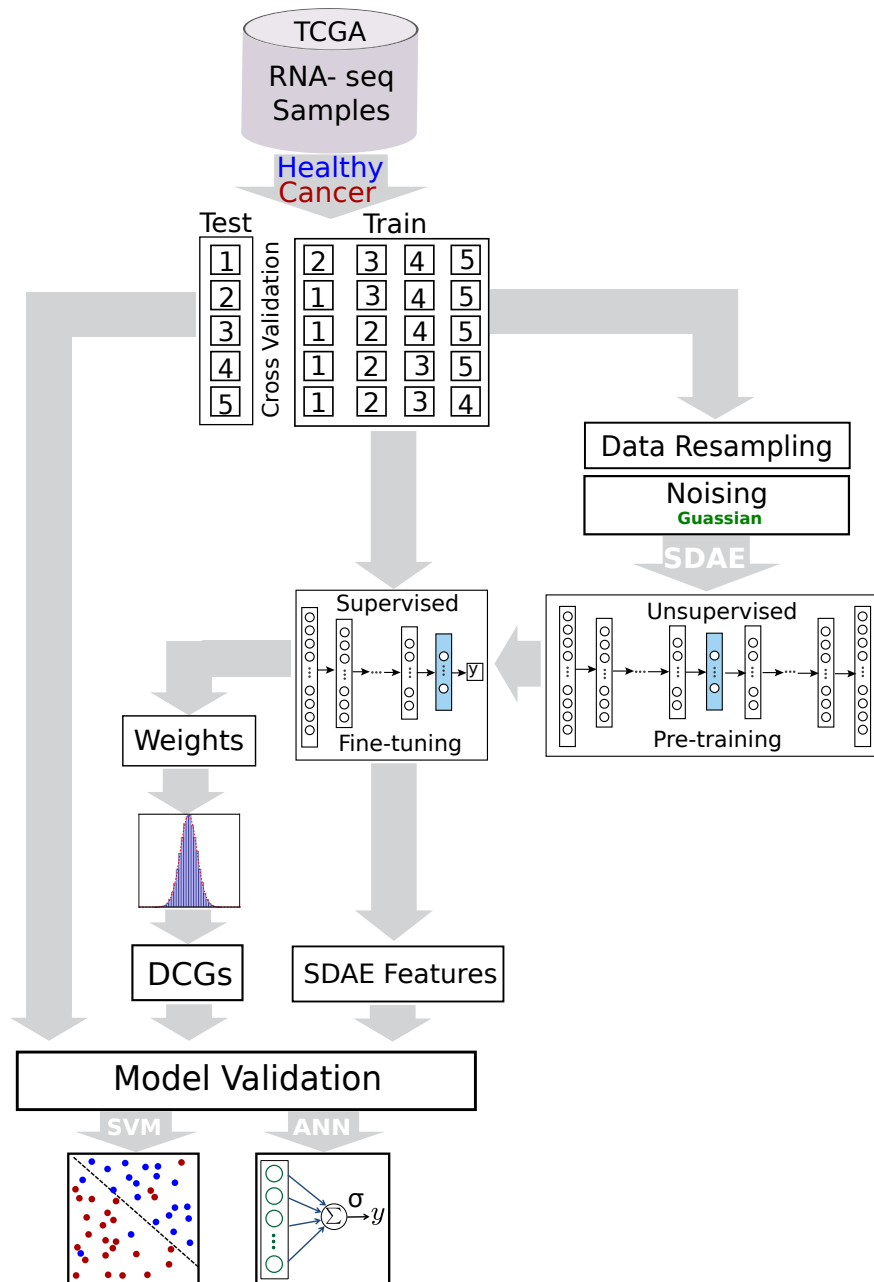 TCGA
RNA- seq
Samples
Healthy
Cancer
Test
Train
Cross Validation
1 2 3 4 5
2 1 3 4 5
3 1 2 4 5
4 1 2 3 5
5 1 2 3 4
Data Resampling
Noising
Guassian
SDAE
Supervised
y
Fine-tuning
Unsupervised
Pre-training
Weights
DCGs
SDAE Features
Model Validation
SVM
ANN
Σ σ y